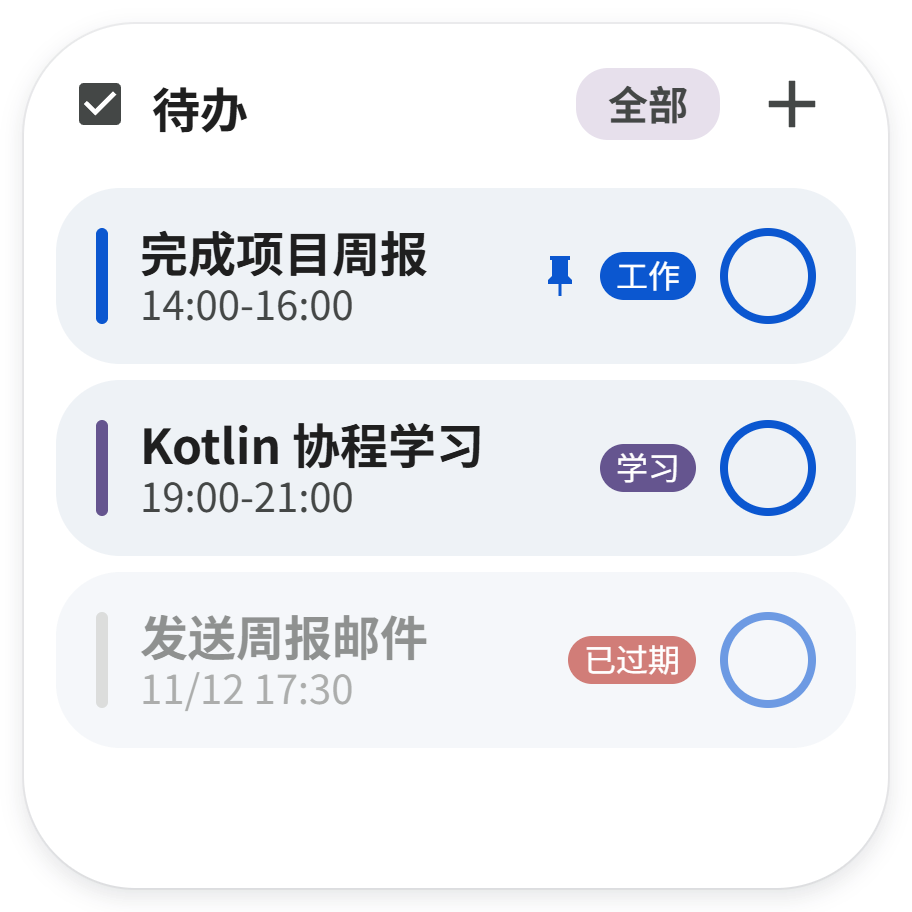 待办
全部
完成项目周报
14:00-16:00
工作
Kotlin 协程学习
19:00-21:00
学习
发送周报邮件
11/12 17:30
已过期